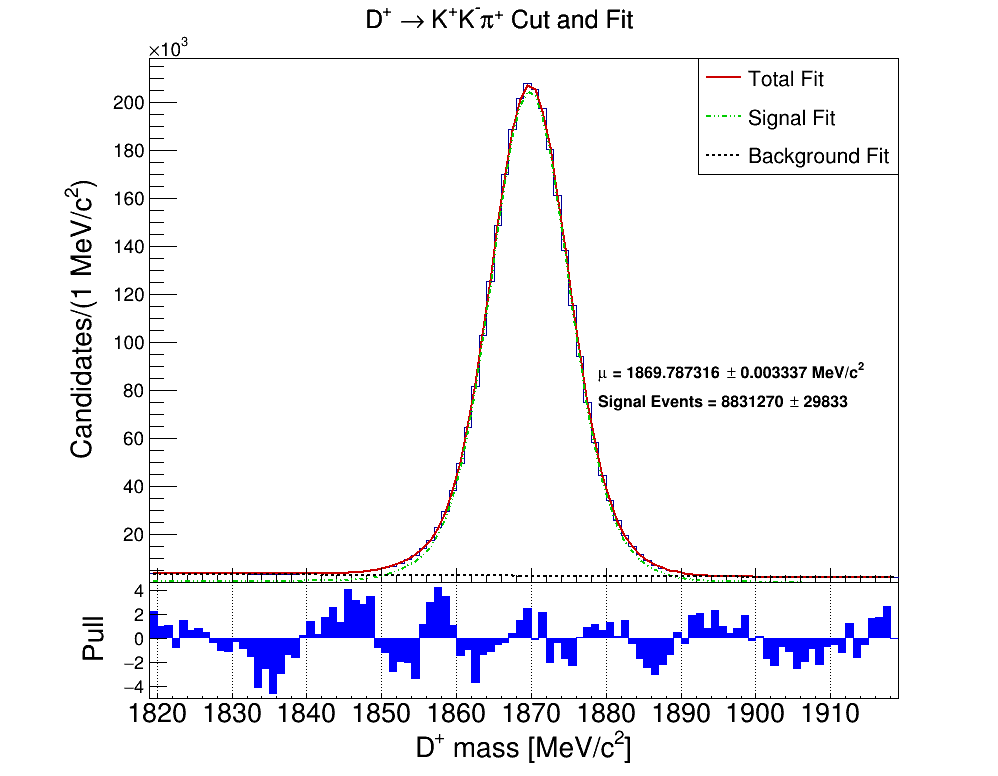 D⁺ → K⁺K⁻π⁺ Cut and Fit
×10³
Total Fit
Signal Fit
Background Fit
200
180
160
140
120
100
80
60
40
20
Candidates/(1 MeV/c²)
μ = 1869.787316 ± 0.003337 MeV/c²
Signal Events = 8831270 ± 29833
4
2
0
−2
−4
Pull
1820 1830 1840 1850 1860 1870 1880 1890 1900 1910
D⁺ mass [MeV/c²]